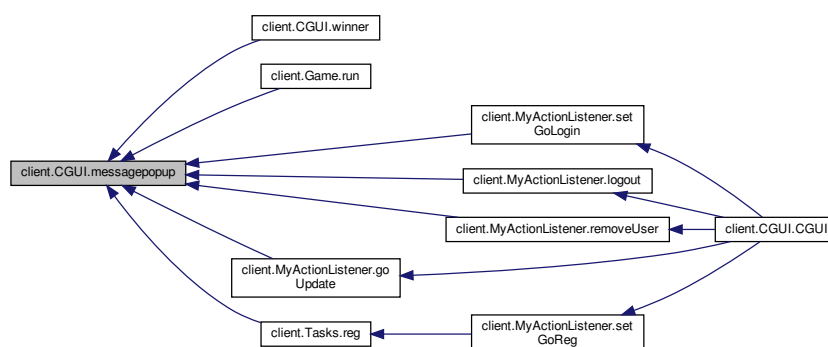 client.CGUI.winner
client.Game.run
client.MyActionListener.set
GoLogin
client.CGUI.messagepopup
client.MyActionListener.logout
client.MyActionListener.removeUser
client.CGUI.CGUI
client.MyActionListener.go
Update
client.Tasks.reg
client.MyActionListener.set
GoReg